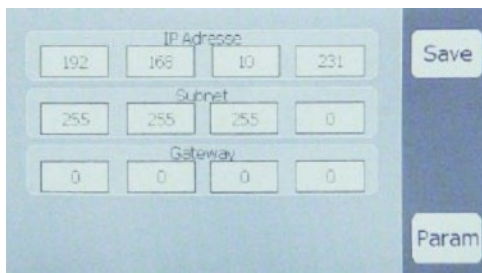 IP Adresse
192 168 10 231
Save
Subnet
255 255 255 0
Gateway
0 0 0 0
Param